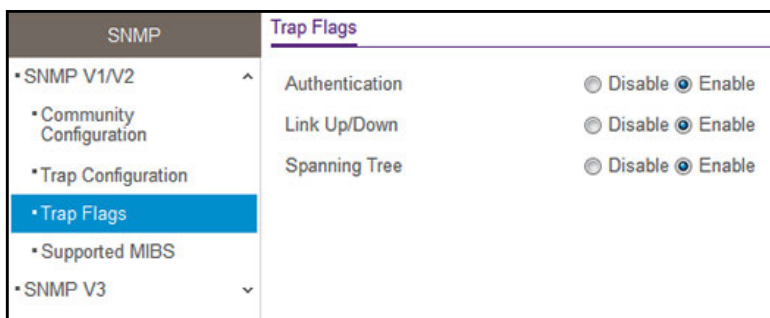 SNMP
SNMP V1/V2
Community
Configuration
Trap Configuration
Trap Flags
Supported MIBS
SNMP V3
Trap Flags
Authentication Disable Enable
Link Up/Down Disable Enable
Spanning Tree Disable Enable